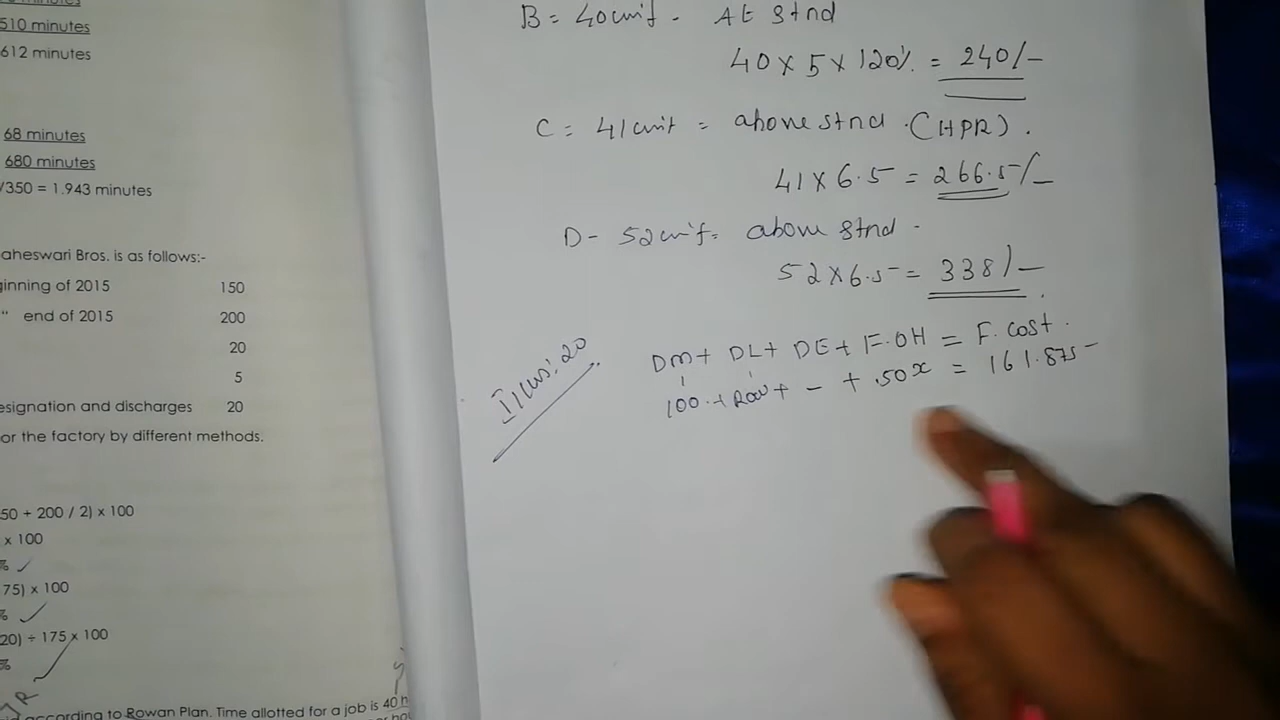 510 minutes
612 minutes
68 minutes
680 minutes
/350 = 1.943 minutes
aheswari Bros. is as follows:-
ginning of 2015 150
" end of 2015 200
20
5
esignation and discharges 20
or the factory by different methods.
50 + 200 / 2) x 100
x 100
%
75) x 100
%
20) ÷ 175 x 100
%
according to Rowan Plan. Time allotted for a job is 40 h
B = 40 unit - At Stnd
40 x 5 x 120% = 240/-
C = 41 unit = above stnd . (HPR) .
41 x 6.5 = 266.5/-
D - 52 unit = above Stnd -
52 x 6.5 = 338/-
Illus: 20
DM + DL + DE + F.OH = F. cost .
100 . + Row + - + .50x = 161.875 -